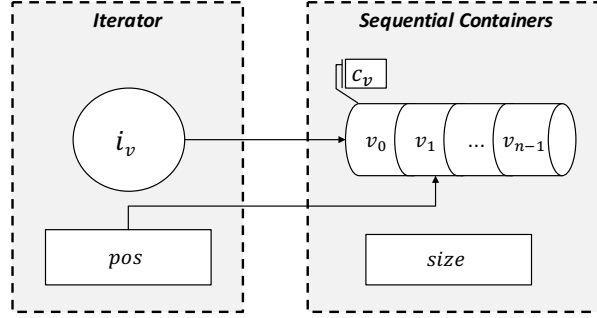 Iterator
Sequential Containers
c_v
i_v
v_0 v_1 ... v_{n−1}
pos
size